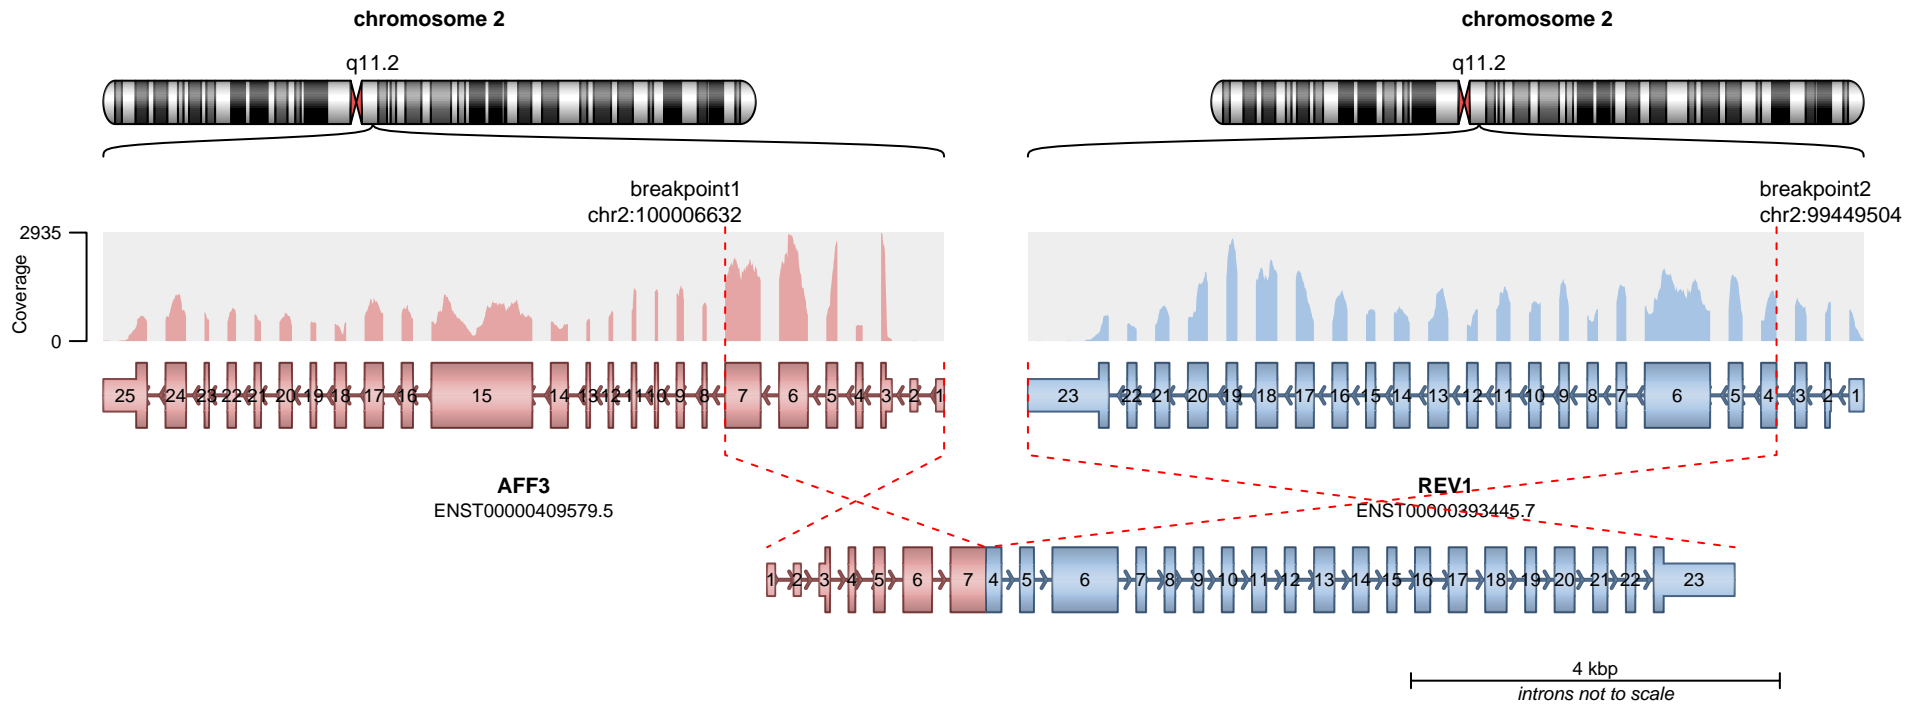 chromosome 2
chromosome 2
q11.2
q11.2
breakpoint1
chr2:100006632
breakpoint2
chr2:99449504
2935
0
Coverage
25 24 23 22 21 20 19 18 17 16 15 14 13 12 11 10 9 8 7 6 5 4 3 2 1
23 22 21 20 19 18 17 16 15 14 13 12 11 10 9 8 7 6 5 4 3 2 1
AFF3
ENST00000409579.5
REV1
ENST00000393445.7
1 2 3 4 5 6 7 4 5 6 7 8 9 10 11 12 13 14 15 16 17 18 19 20 21 22 23
4 kbp
introns not to scale